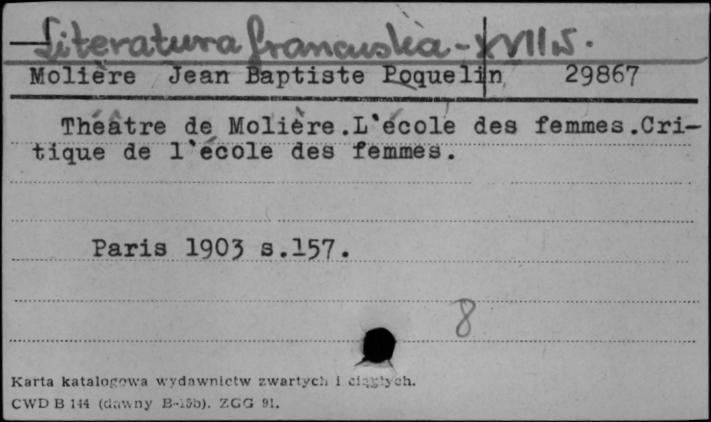 Literatura francuska - XVII w.
Molière Jean Baptiste Poquelin 29867
Théâtre de Molière.L'école des femmes.Cri-
tique de l'école des femmes.
Paris 1903 s.157.
8
Karta katalogowa wydawnictw zwartych i ciągłych.
CWD B 144 (dawny B-15b). ZGG 91.